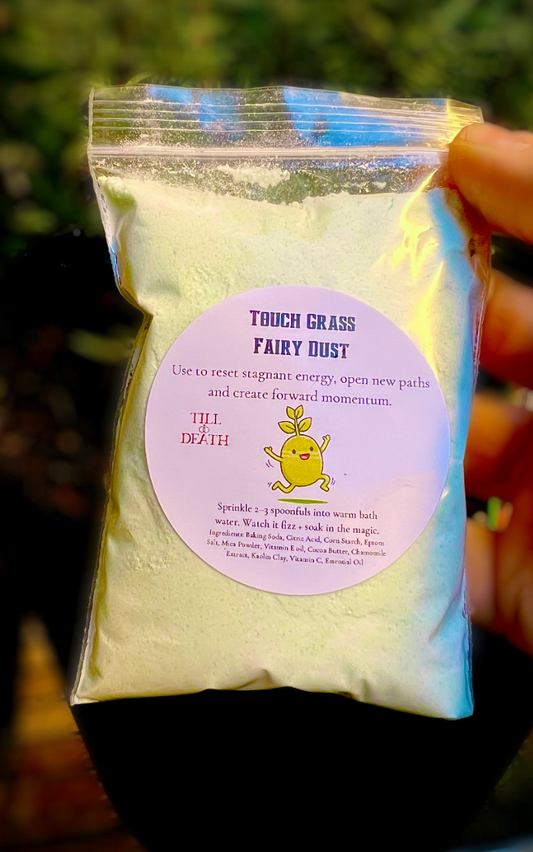 TOUCH GRASS
FAIRY DUST
Use to reset stagnant energy, open new paths
and create forward momentum.
TILL
DEATH
Sprinkle 2-3 spoonfuls into warm bath
water. Watch it fizz + soak in the magic.
Ingredients: Baking Soda, Citric Acid, Corn Starch, Epsom
Salt, Mica Powder, Vitamin E oil, Cocoa Butter, Chamomile
Extract, Kaolin Clay, Vitamin C, Essential Oil